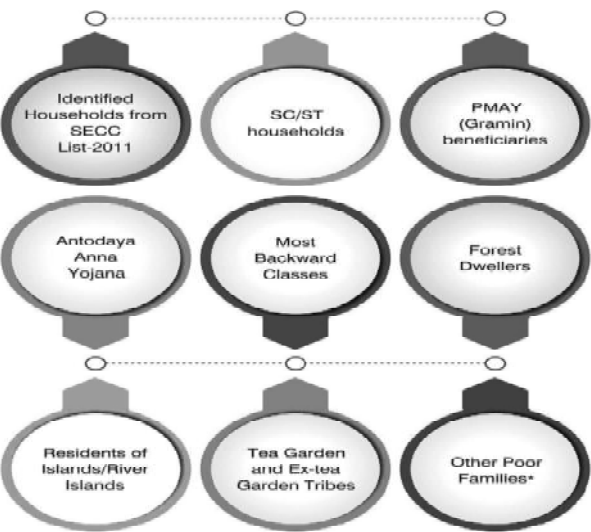 Identified
Households from
SECC
List-2011
SC/ST
households
PMAY
(Gramin)
beneficiaries
Antodaya
Anna
Yojana
Most
Backward
Classes
Forest
Dwellers
Residents of
Islands/River
Islands
Tea Garden
and Ex-tea
Garden Tribes
Other Poor
Families*